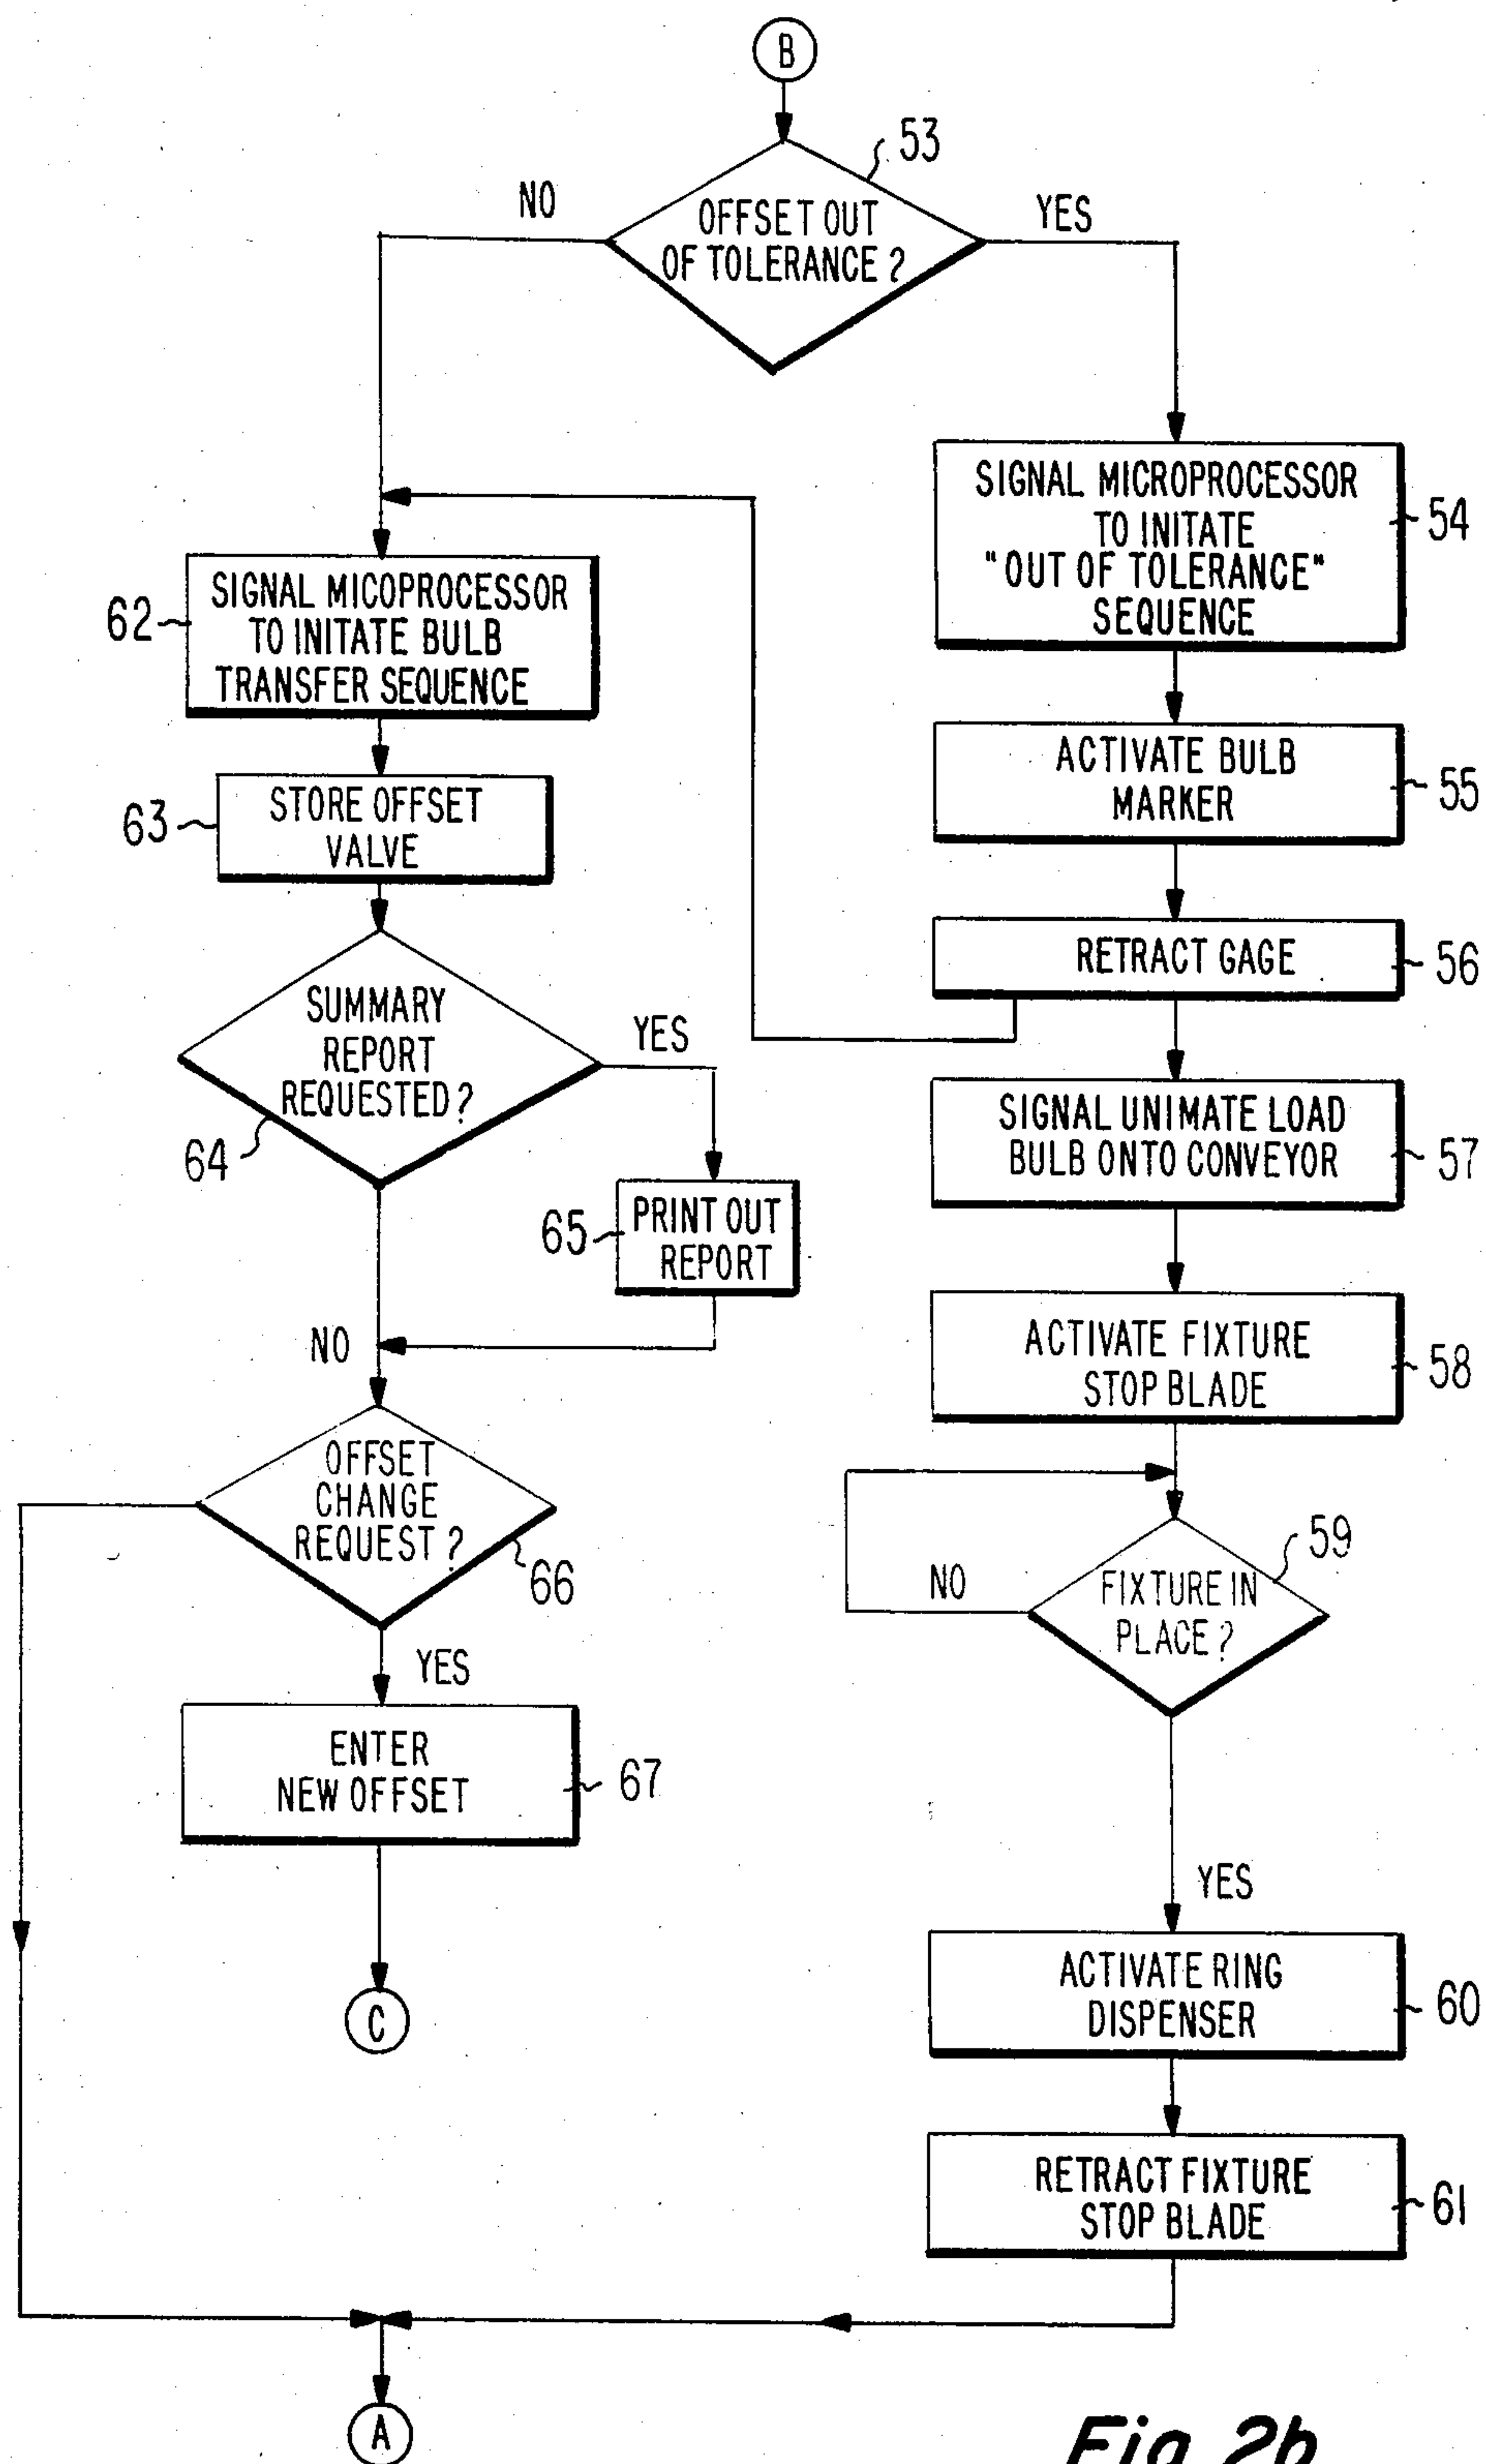 B
53
NO
YES
OFFSET OUT
OF TOLERANCE ?
SIGNAL MICROPROCESSOR
TO INITATE
"OUT OF TOLERANCE"
SEQUENCE
54
SIGNAL MICOPROCESSOR
TO INITATE BULB
TRANSFER SEQUENCE
62
ACTIVATE BULB
MARKER
55
STORE OFFSET
VALVE
63
RETRACT GAGE
56
SUMMARY
REPORT
REQUESTED ?
64
YES
SIGNAL UNIMATE LOAD
BULB ONTO CONVEYOR
57
65
PRINT OUT
REPORT
NO
ACTIVATE FIXTURE
STOP BLADE
58
OFFSET
CHANGE
REQUEST ?
66
59
NO
FIXTURE IN
PLACE ?
YES
ENTER
NEW OFFSET
67
YES
C
ACTIVATE RING
DISPENSER
60
RETRACT FIXTURE
STOP BLADE
61
A
Fig. 2b